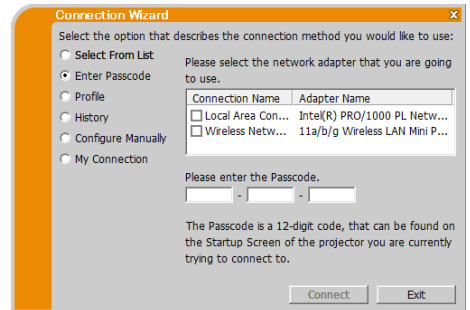 Connection Wizard
x
Select the option that describes the connection method you would like to use:
Select From List
Enter Passcode
Profile
History
Configure Manually
My Connection
Please select the network adapter that you are going
to use.
Connection Name Adapter Name
Local Area Con... Intel(R) PRO/1000 PL Netw...
Wireless Netw... 11a/b/g Wireless LAN Mini P...
Please enter the Passcode.
- -
The Passcode is a 12-digit code, that can be found on
the Startup Screen of the projector you are currently
trying to connect to.
Connect Exit